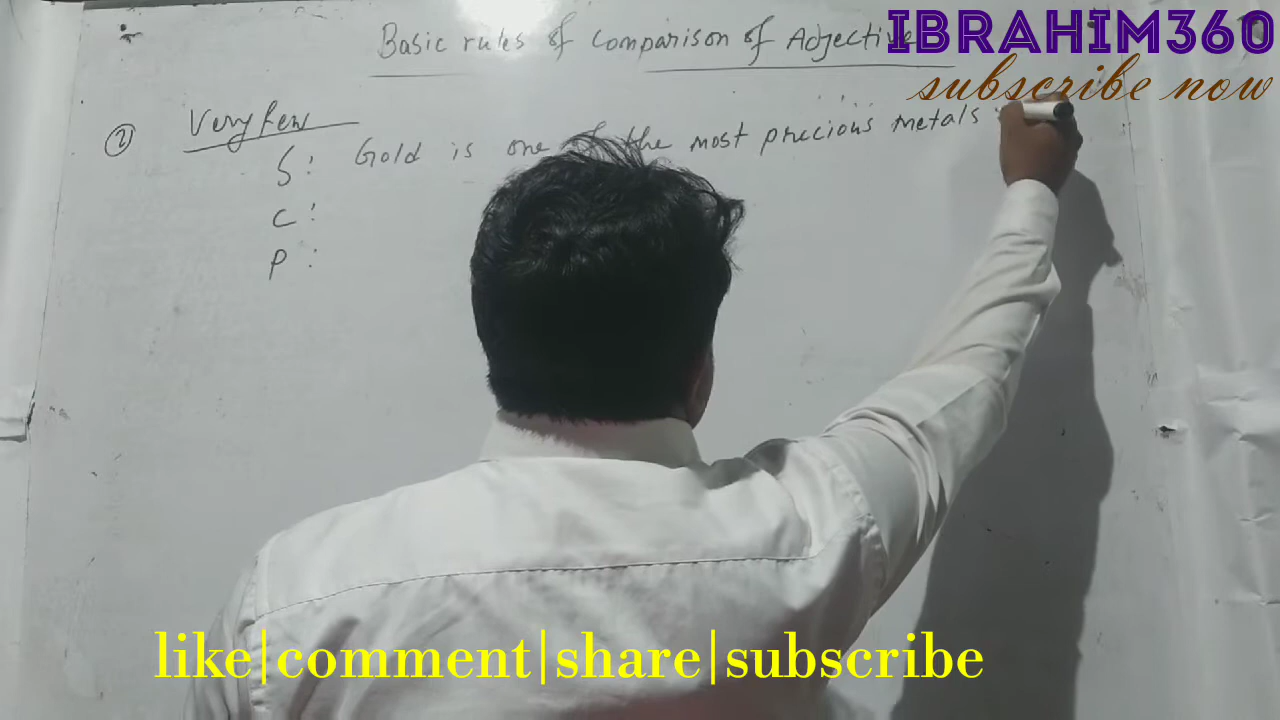 Basic rules of Comparison of Adjective
IBRAHIM360
subscribe now
② Very few
S: Gold is one of the most precious metals
C:
P:
like|comment|share|subscribe